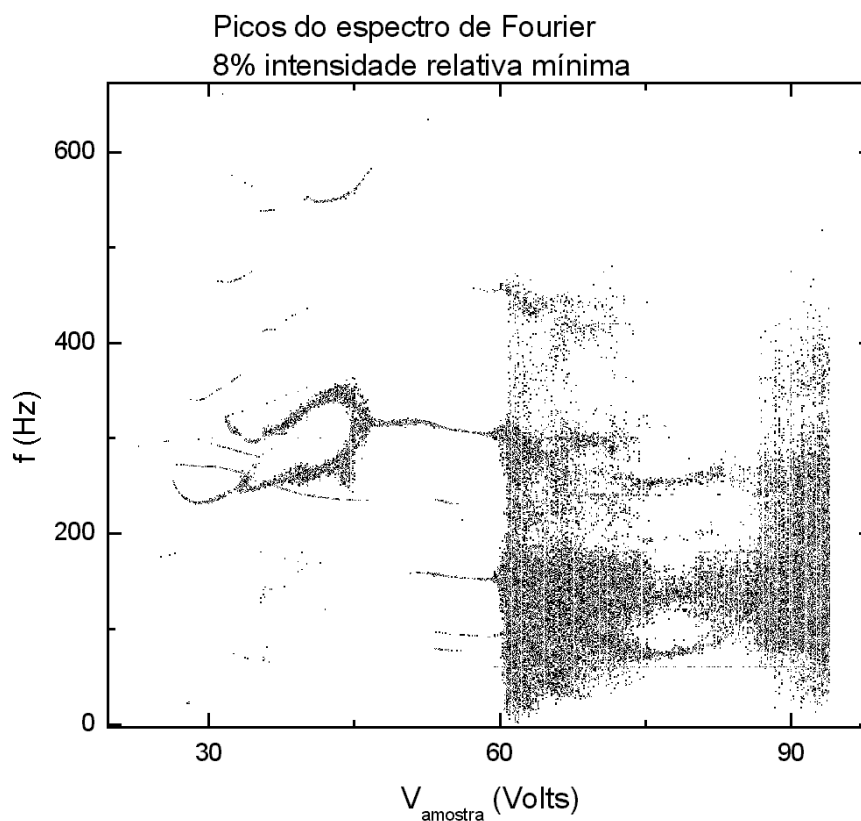 Picos do espectro de Fourier
8% intensidade relativa mínima
600
400
200
0
f (Hz)
30
60
90
V_amostra (Volts)